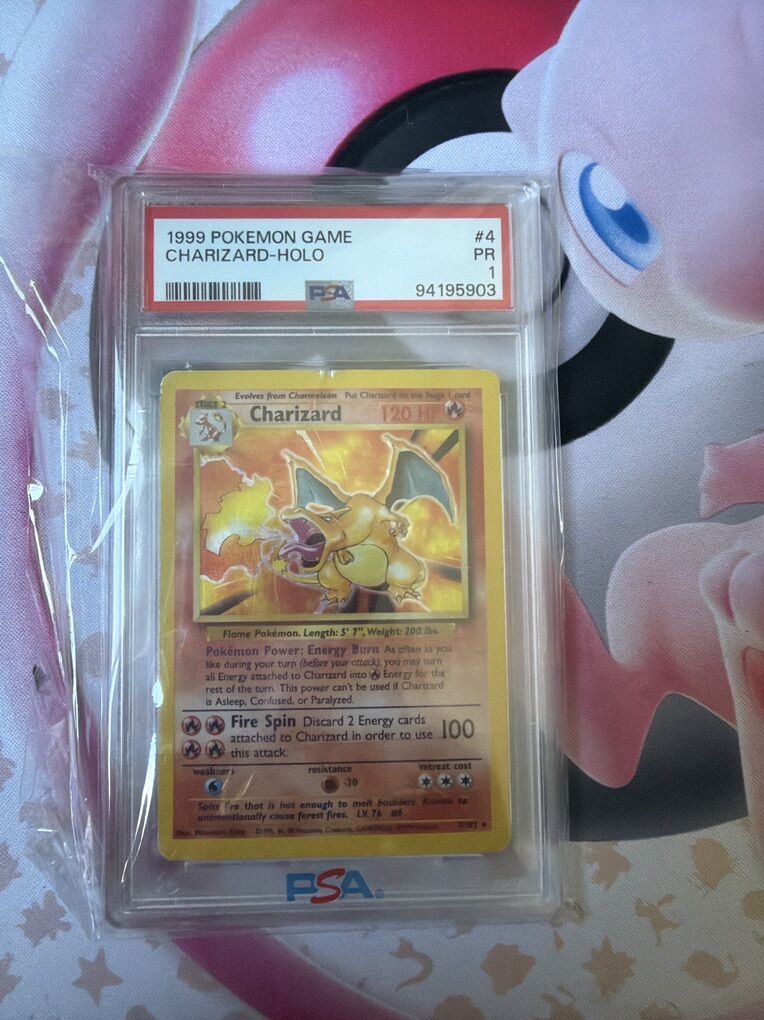 1999 POKEMON GAME #4
CHARIZARD-HOLO PR
1
PSA 94195903
Evolves from Charmeleon Put Charizard on the Stage 1 card
STAGE 2 Charizard 120 HP
Flame Pokémon. Length: 5' 7", Weight: 200 lbs.
Pokémon Power: Energy Burn As often as you
like during your turn (before your attack), you may turn
all Energy attached to Charizard into Energy for the
rest of the turn. This power can't be used if Charizard
is Asleep, Confused, or Paralyzed.
Fire Spin Discard 2 Energy cards
attached to Charizard in order to use 100
this attack.
weakness resistance retreat cost
-30
Spits fire that is hot enough to melt boulders. Known to
unintentionally cause forest fires. LV. 76 #6
4/102
PSA